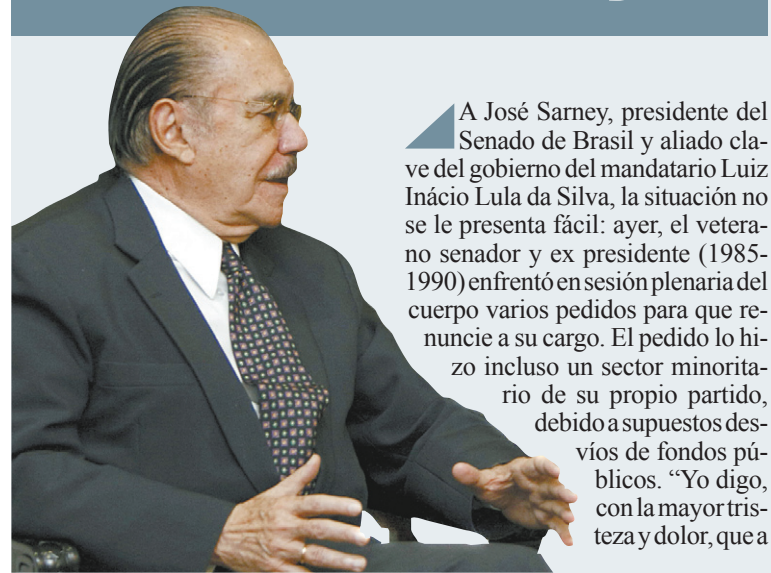 A José Sarney, presidente del
Senado de Brasil y aliado cla-
ve del gobierno del mandatario Luiz
Inácio Lula da Silva, la situación no
se le presenta fácil: ayer, el vetera-
no senador y ex presidente (1985-
1990) enfrentó en sesión plenaria del
cuerpo varios pedidos para que re-
nuncie a su cargo. El pedido lo hi-
zo incluso un sector minorita-
rio de su propio partido,
debido a supuestos des-
víos de fondos pú-
blicos. “Yo digo,
con la mayor tris-
teza y dolor, que a